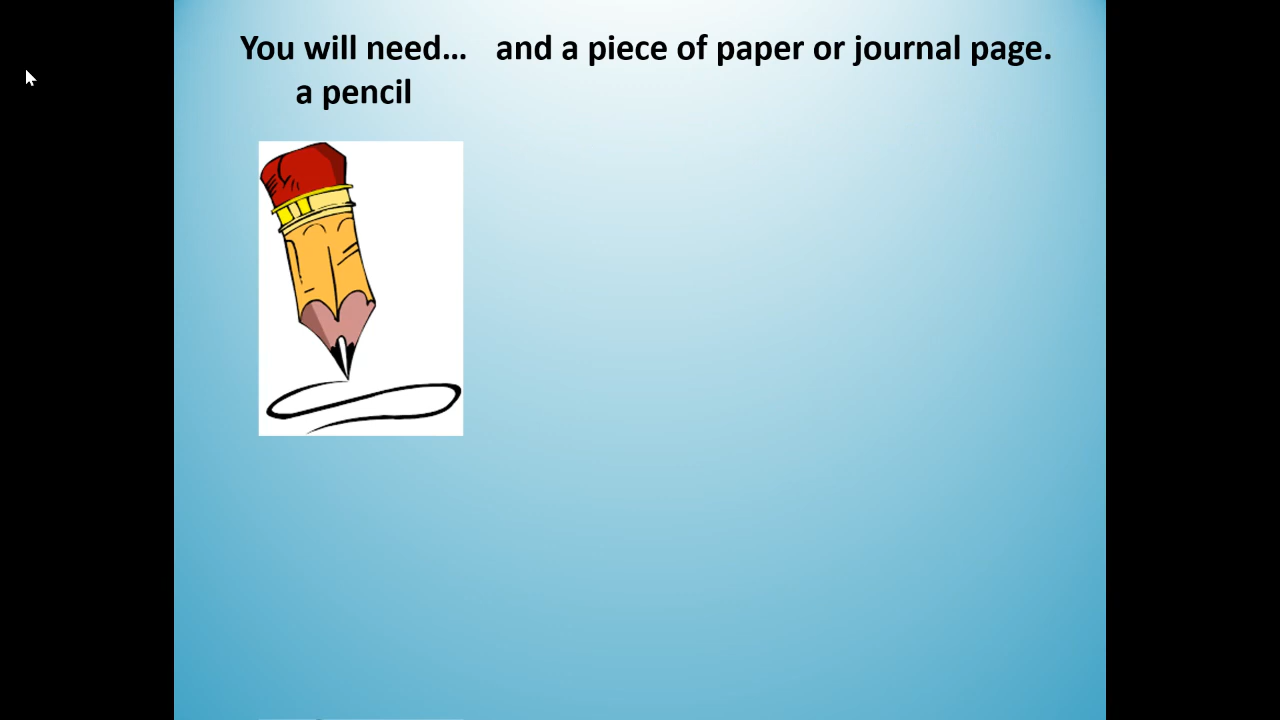 You will need… and a piece of paper or journal page.
a pencil